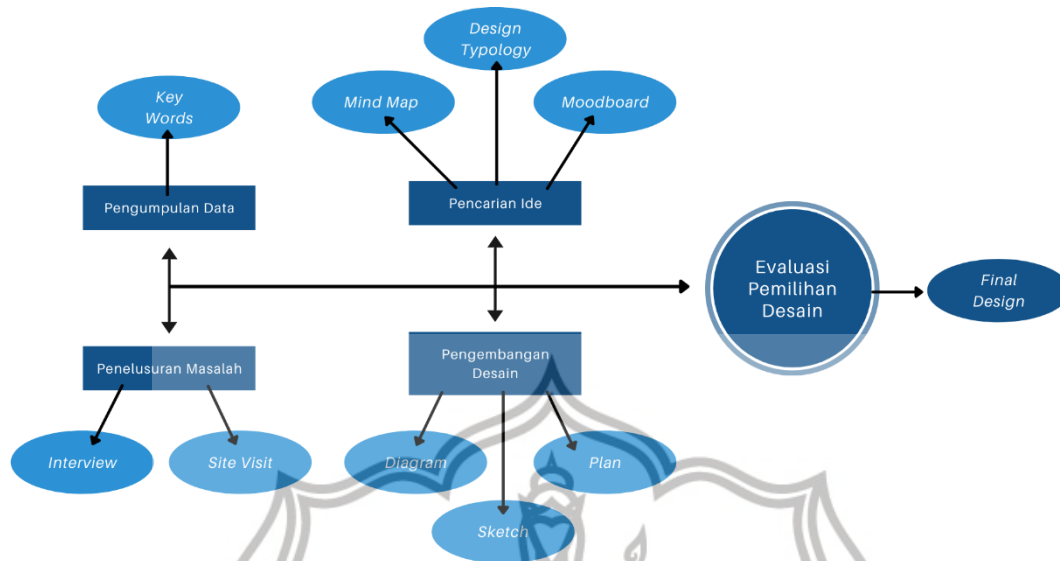 Design
Typology
Key
Words
Mind Map
Moodboard
Pengumpulan Data
Pencarian Ide
Evaluasi
Pemilihan
Desain
Final
Design
Penelusuran Masalah
Pengembangan
Desain
Interview
Site Visit
Diagram
Plan
Sketch